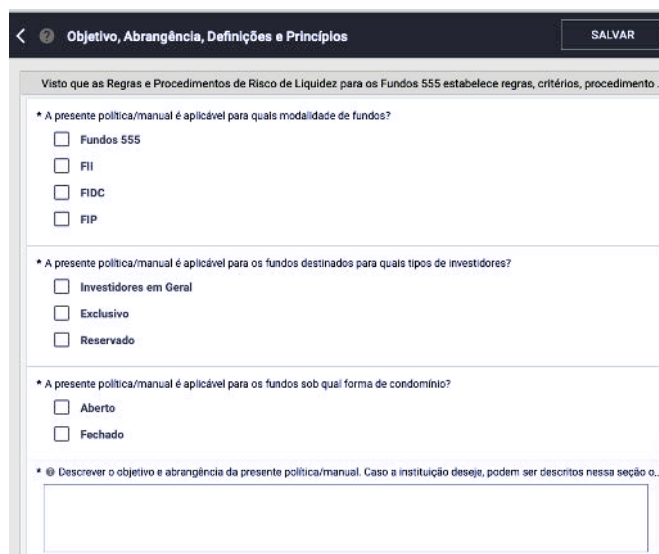 Objetivo, Abrangência, Definições e Princípios
SALVAR
Visto que as Regras e Procedimentos de Risco de Liquidez para os Fundos 555 estabelece regras, critérios, procedimento .
* A presente política/manual é aplicável para quais modalidade de fundos?
Fundos 555
FII
FIDC
FIP
* A presente política/manual é aplicável para os fundos destinados para quais tipos de investidores?
Investidores em Geral
Exclusivo
Reservado
* A presente política/manual é aplicável para os fundos sob qual forma de condomínio?
Aberto
Fechado
* Descrever o objetivo e abrangência da presente política/manual. Caso a instituição deseje, podem ser descritos nessa seção o...